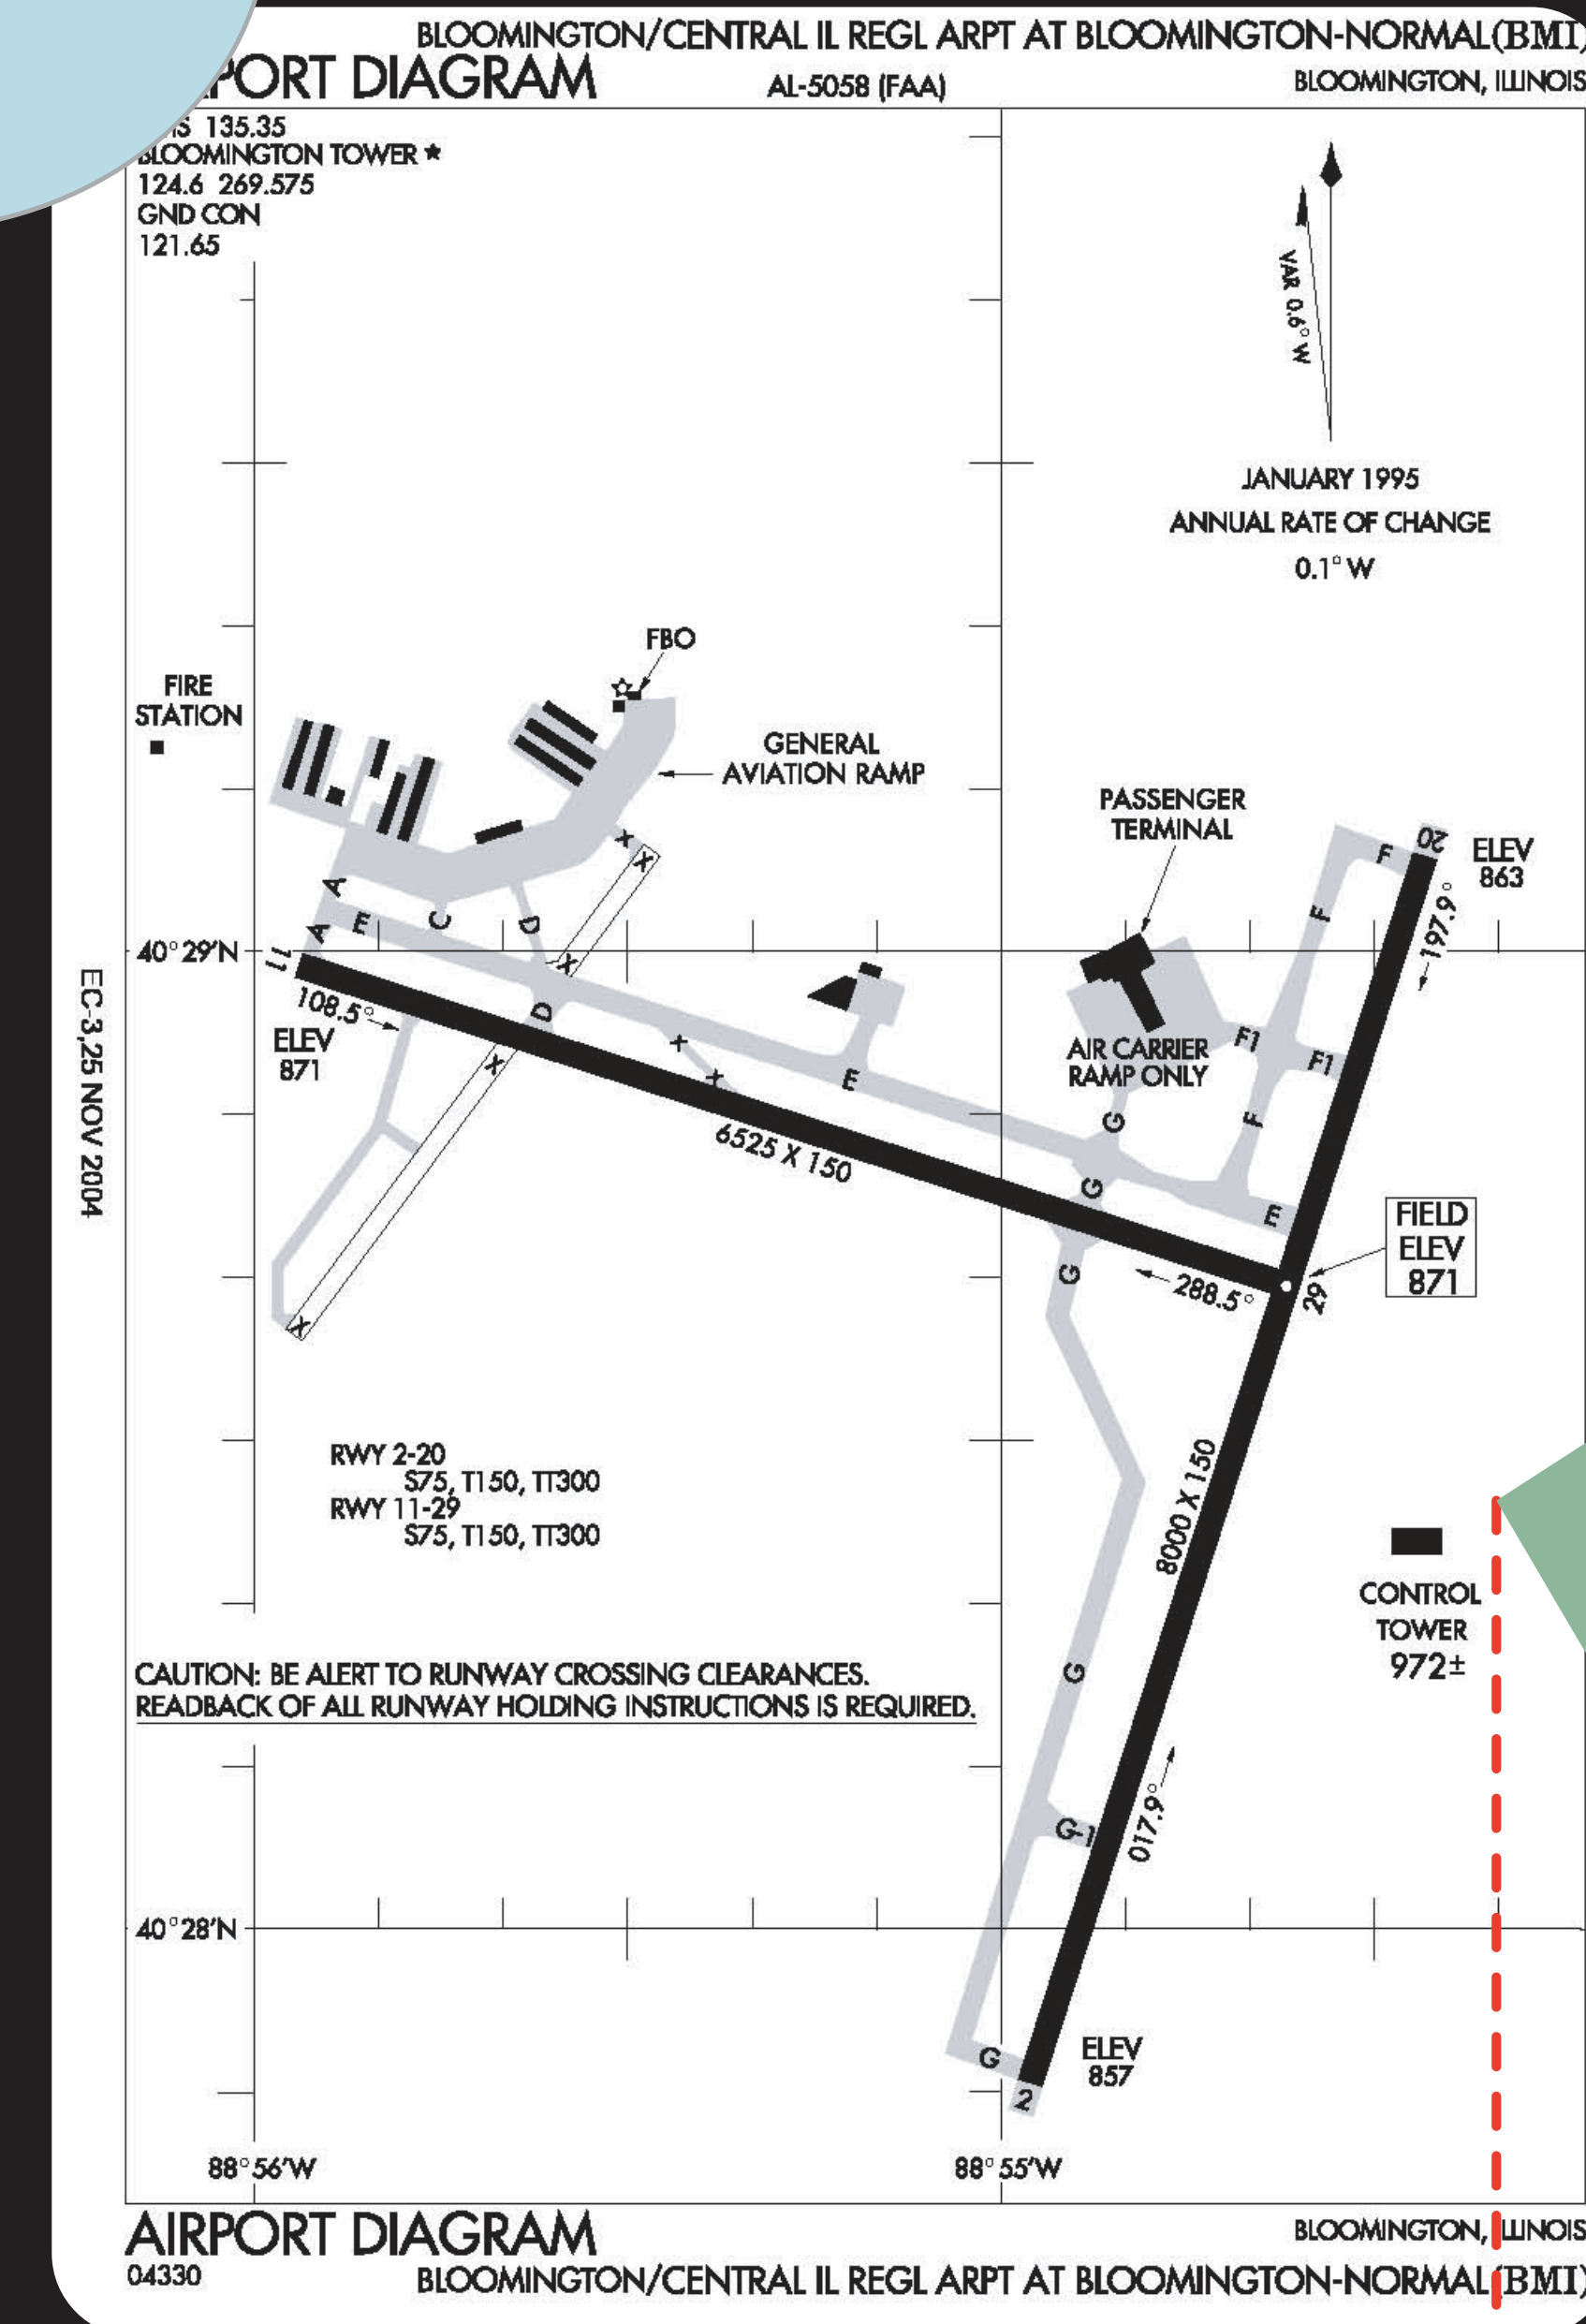 BLOOMINGTON/CENTRAL IL REGL ARPT AT BLOOMINGTON-NORMAL(BMI)
DIAGRAM
AL-5058 (FAA)
BLOOMINGTON, ILLINOIS
135.35
BLOOMINGTON TOWER ★
124.6 269.575
GND CON
121.65
VAR 0.6° W
JANUARY 1995
ANNUAL RATE OF CHANGE
0.1° W
FBO
FIRE
STATION
GENERAL
AVIATION RAMP
PASSENGER
TERMINAL
20
ELEV
863
F
F
197.9°
A
A
E
C
D
X
X
X
40°29'N
11
108.5°
ELEV
871
D
X
E
AIR CARRIER
RAMP ONLY
F1
F1
F
G
6525 X 150
G
E
G
288.5°
29
FIELD
ELEV
871
X
RWY 2-20
S75, T150, TT300
RWY 11-29
S75, T150, TT300
8000 X 150
CONTROL
TOWER
972±
CAUTION: BE ALERT TO RUNWAY CROSSING CLEARANCES.
READBACK OF ALL RUNWAY HOLDING INSTRUCTIONS IS REQUIRED.
G
G-1
017.9°
40°28'N
G
2
ELEV
857
88°56'W
88°55'W
EC-3,25 NOV 2004
AIRPORT DIAGRAM
04330
BLOOMINGTON, ILLINOIS
BLOOMINGTON/CENTRAL IL REGL ARPT AT BLOOMINGTON-NORMAL(BMI)